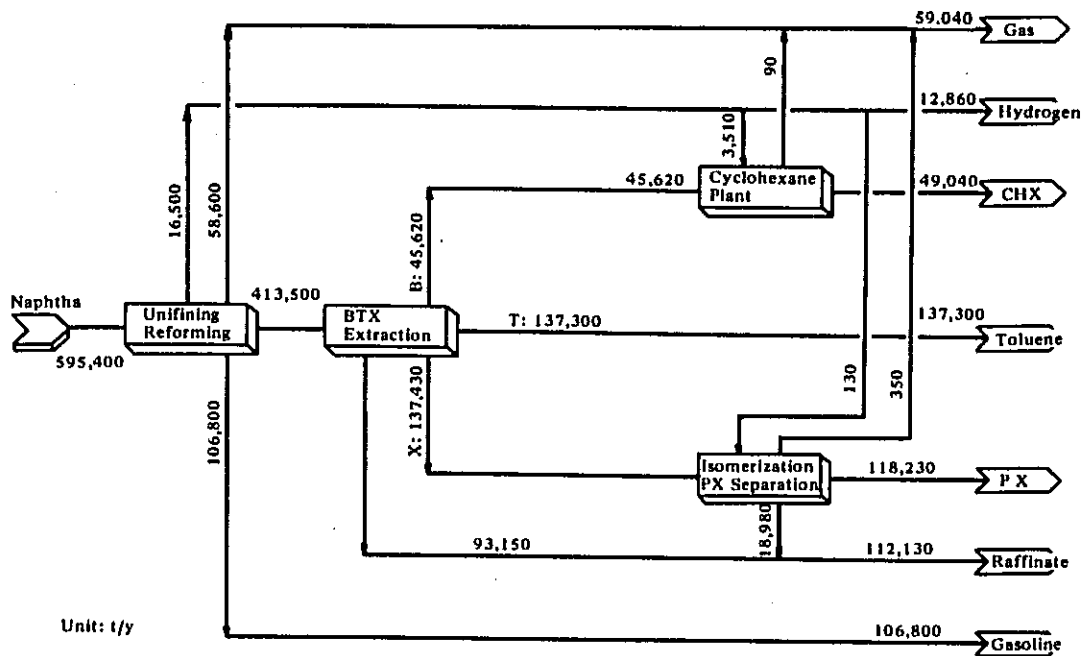 59,040
Gas
90
12,860
Hydrogen
3,510
16,500
58,600
45,620
Cyclohexane
Plant
49,040
CHX
B: 45,620
Naphtha
595,400
Unifining
Reforming
413,500
BTX
Extraction
T: 137,300
137,300
Toluene
130
350
106,800
X: 137,430
Isomerization
PX Separation
118,230
PX
18,980
93,150
112,130
Raffinate
Unit: t/y
106,800
Gasoline